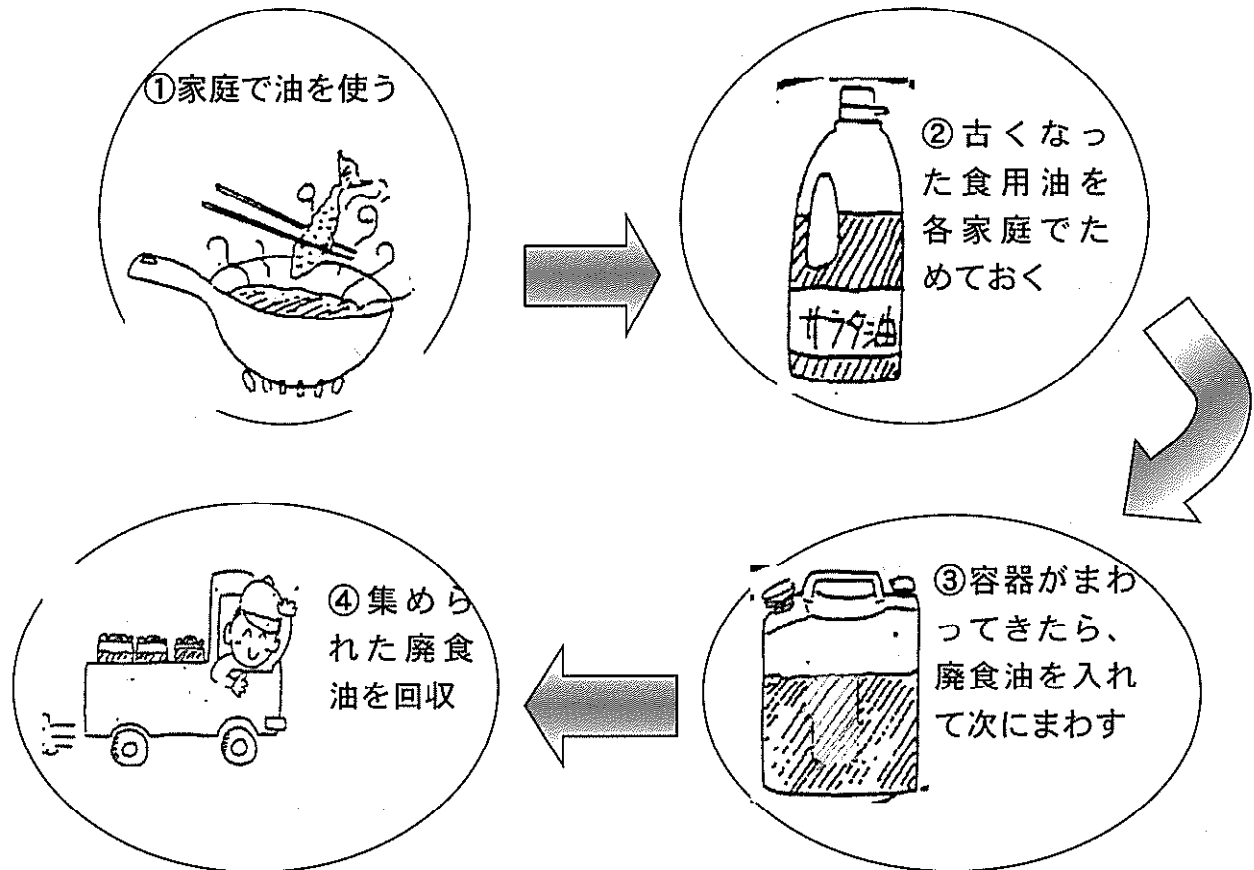 ①家庭で油を使う
②古くなっ
た食用油を
各家庭でた
めておく
サラダ油
③容器がまわ
ってきたら、
廃食油を入れ
て次にまわす
④集めら
れた廃食
油を回収